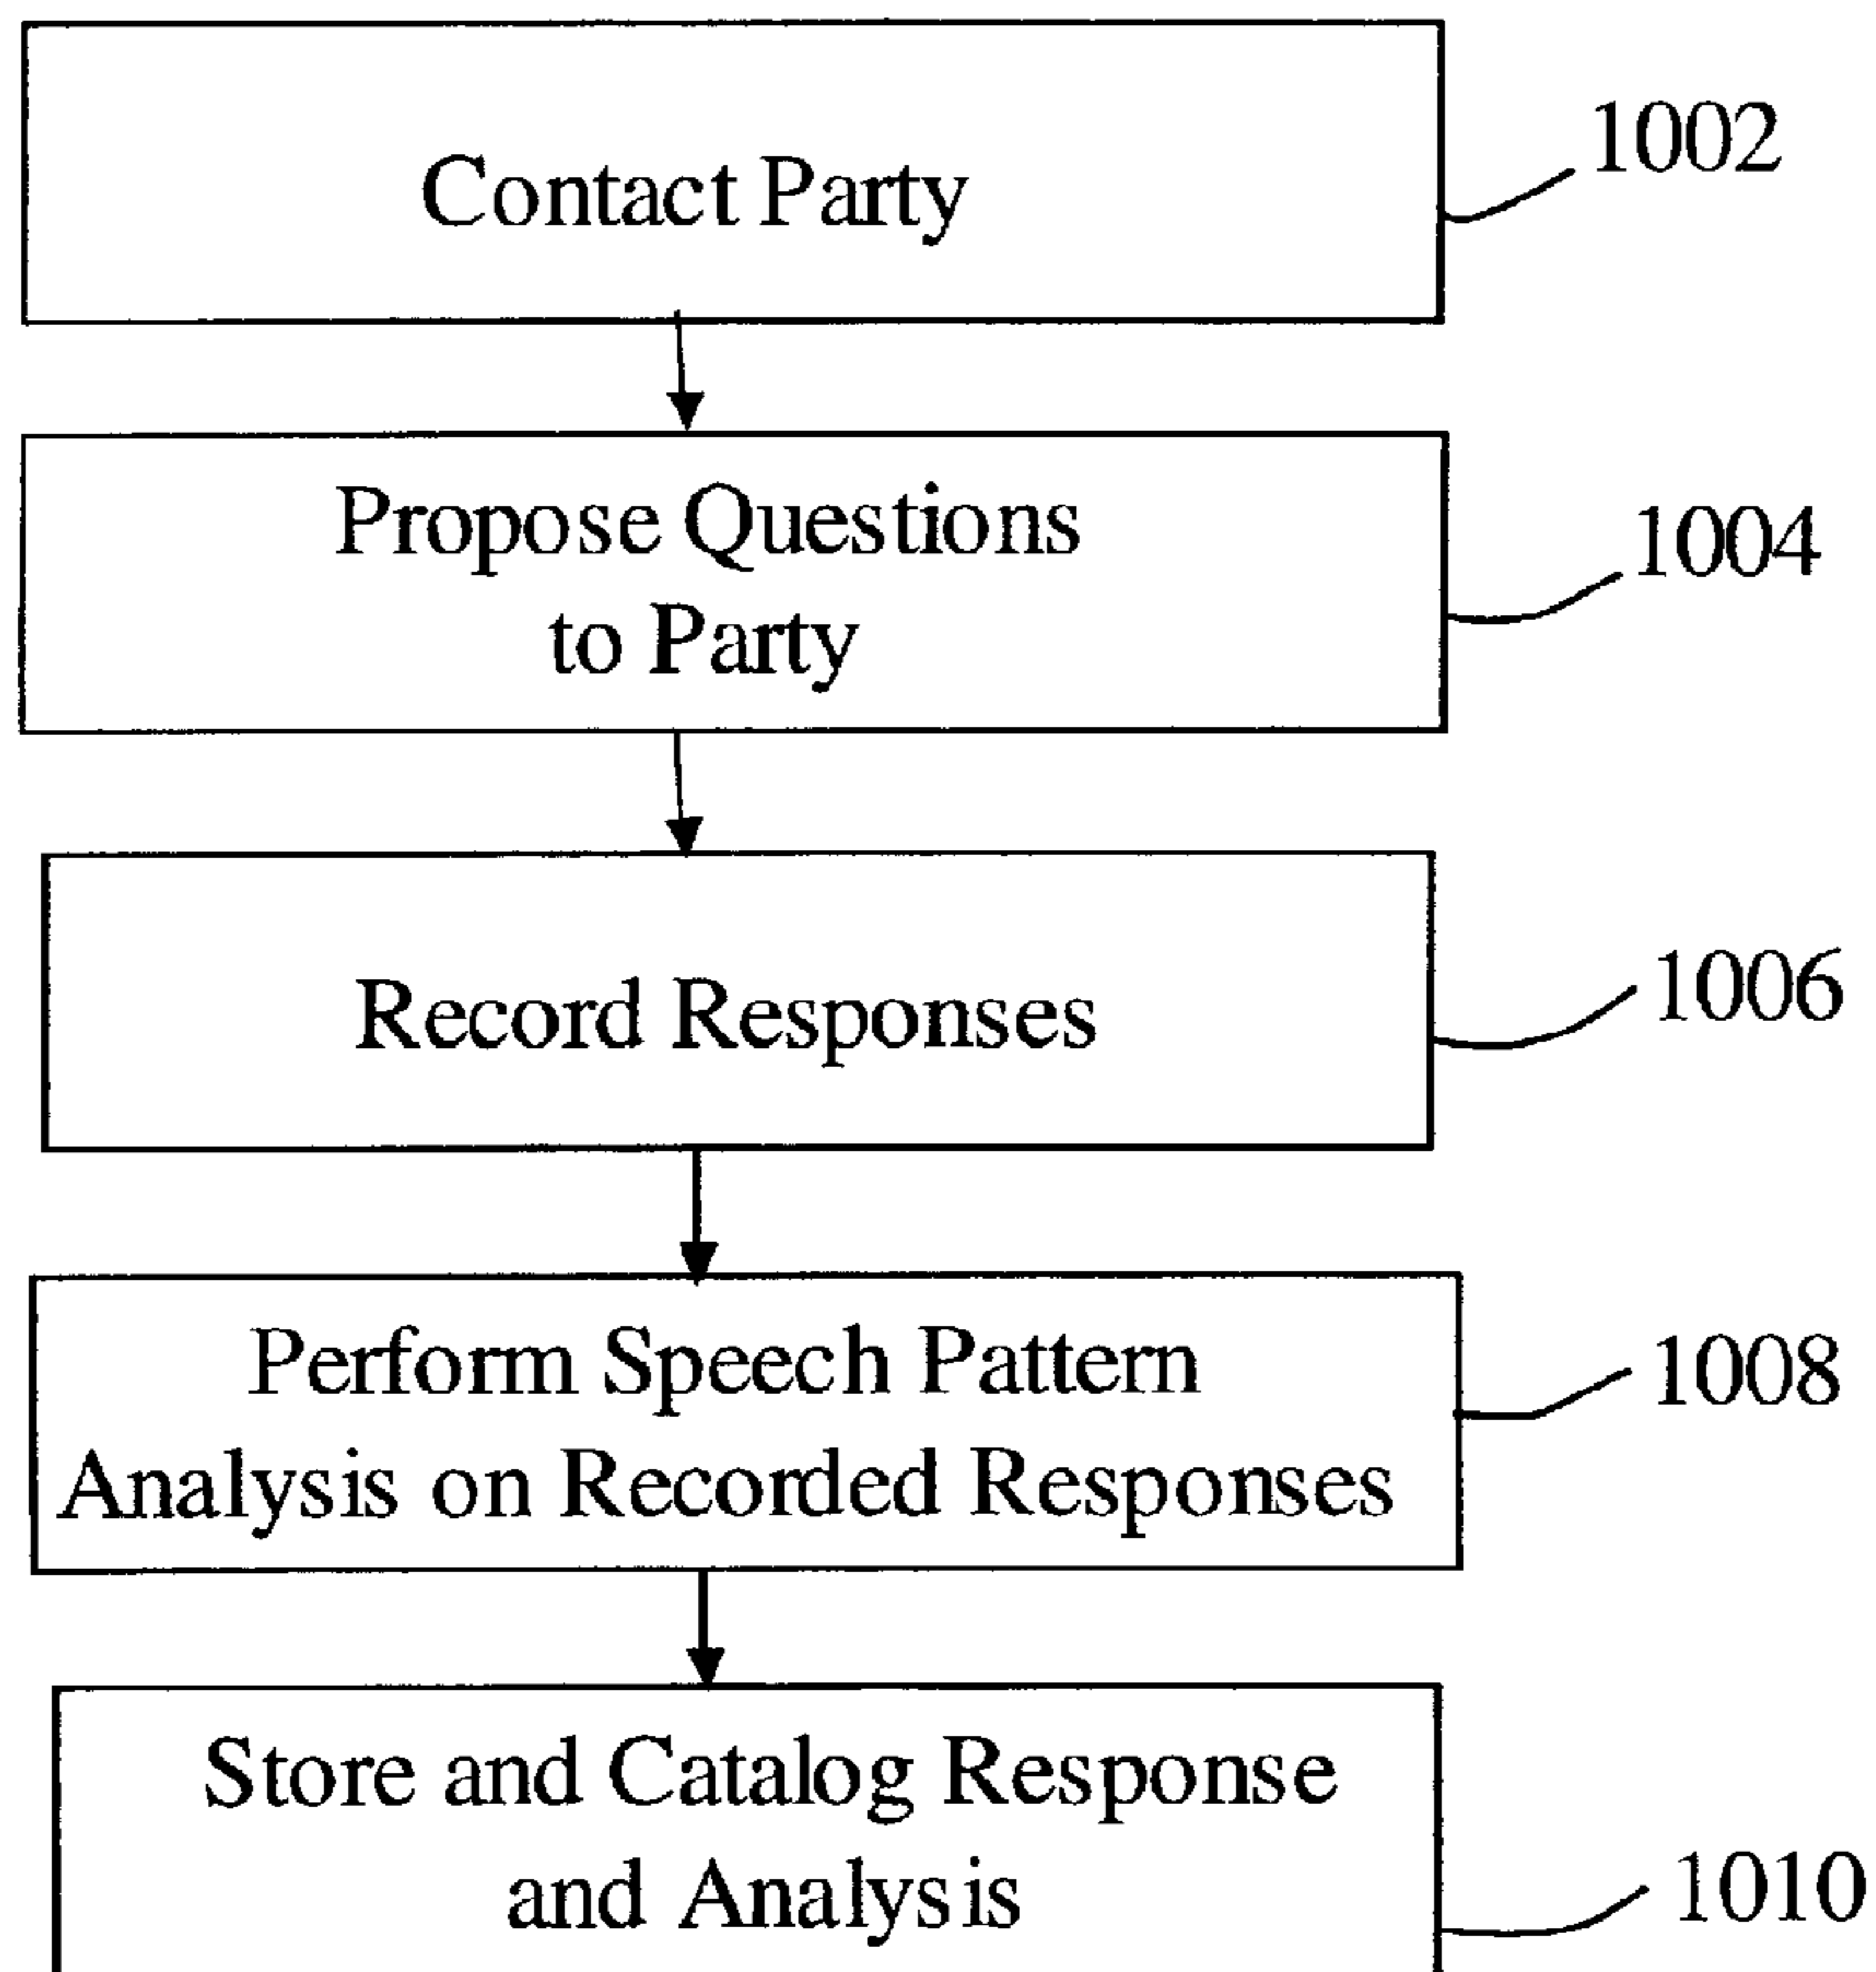 Contact Party
1002
Propose Questions
to Party
1004
Record Responses
1006
Perform Speech Pattern
Analysis on Recorded Responses
1008
Store and Catalog Response
and Analysis
1010